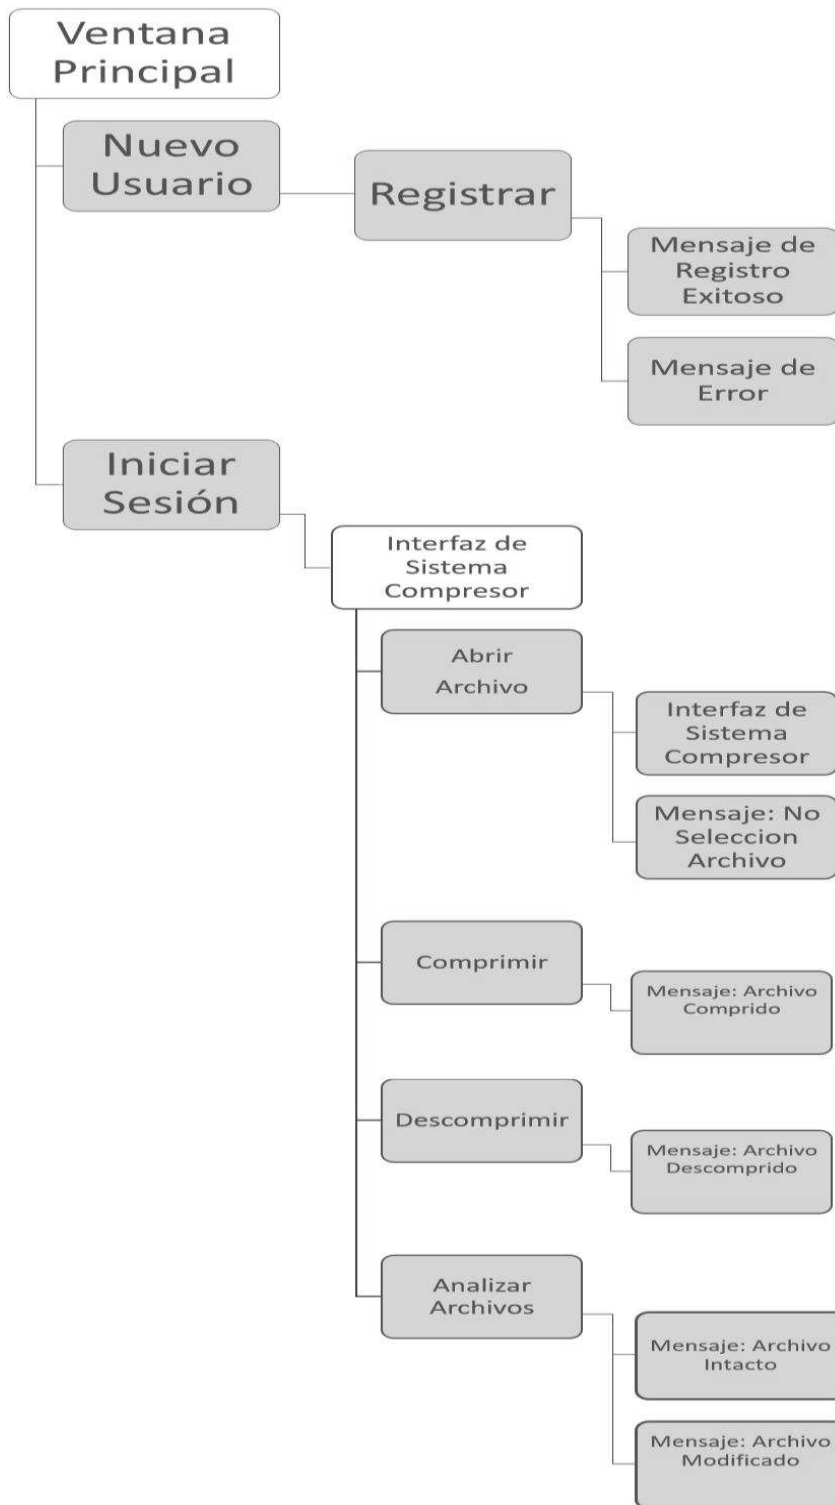 Ventana
Principal
Nuevo
Usuario
Registrar
Mensaje de
Registro
Exitoso
Mensaje de
Error
Iniciar
Sesión
Interfaz de
Sistema
Compresor
Abrir
Archivo
Interfaz de
Sistema
Compresor
Mensaje: No
Seleccion
Archivo
Comprimir
Mensaje: Archivo
Comprido
Descomprimir
Mensaje: Archivo
Descomprido
Analizar
Archivos
Mensaje: Archivo
Intacto
Mensaje: Archivo
Modificado